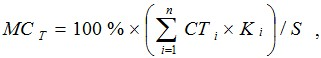 MC_T = 100 % × ( ∑_{i=1}^{n} CT_i × K_i ) / S ,